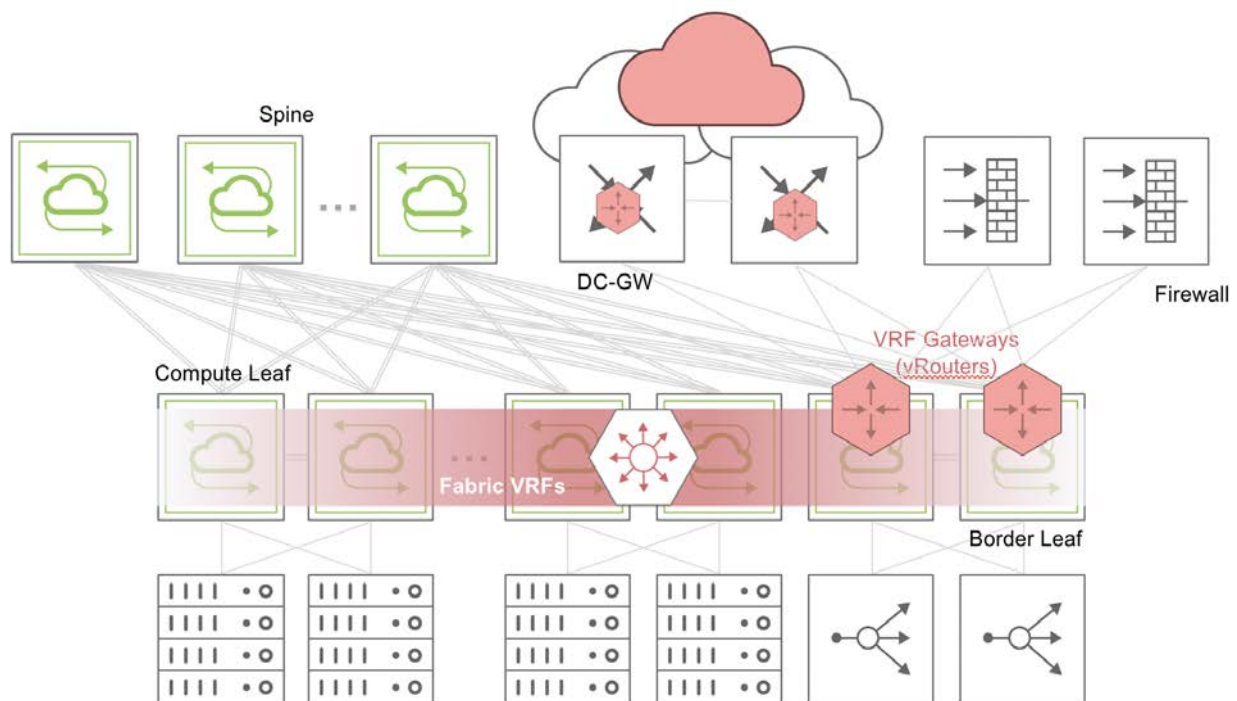 Spine
DC-GW
Firewall
VRF Gateways
(vRouters)
Compute Leaf
Fabric VRFs
Border Leaf